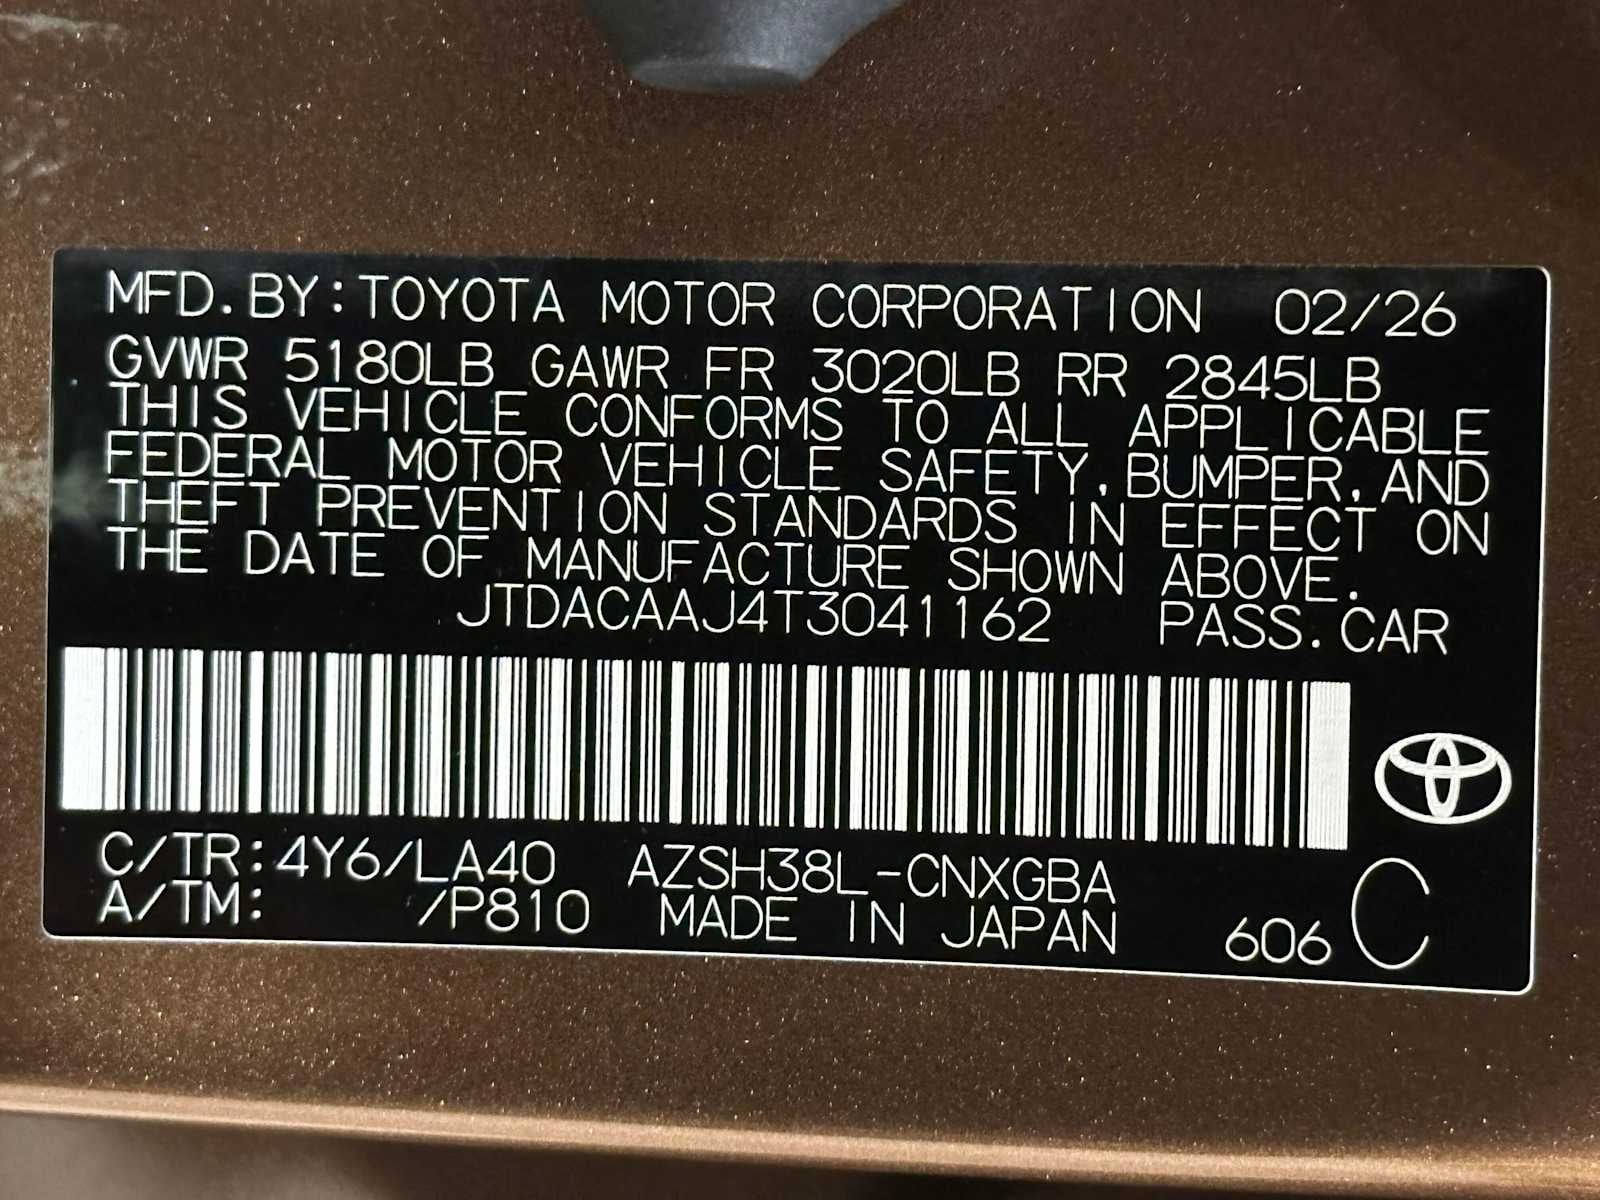 MFD.BY:TOYOTA MOTOR CORPORATION 02/26
GVWR 5180LB GAWR FR 3020LB RR 2845LB
THIS VEHICLE CONFORMS TO ALL APPLICABLE
FEDERAL MOTOR VEHICLE SAFETY,BUMPER,AND
THEFT PREVENTION STANDARDS IN EFFECT ON
THE DATE OF MANUFACTURE SHOWN ABOVE.
JTDACAAJ4T3041162 PASS.CAR
C/TR:4Y6/LA40 AZSH38L-CNXGBA
A/TM: /P810 MADE IN JAPAN 606 C